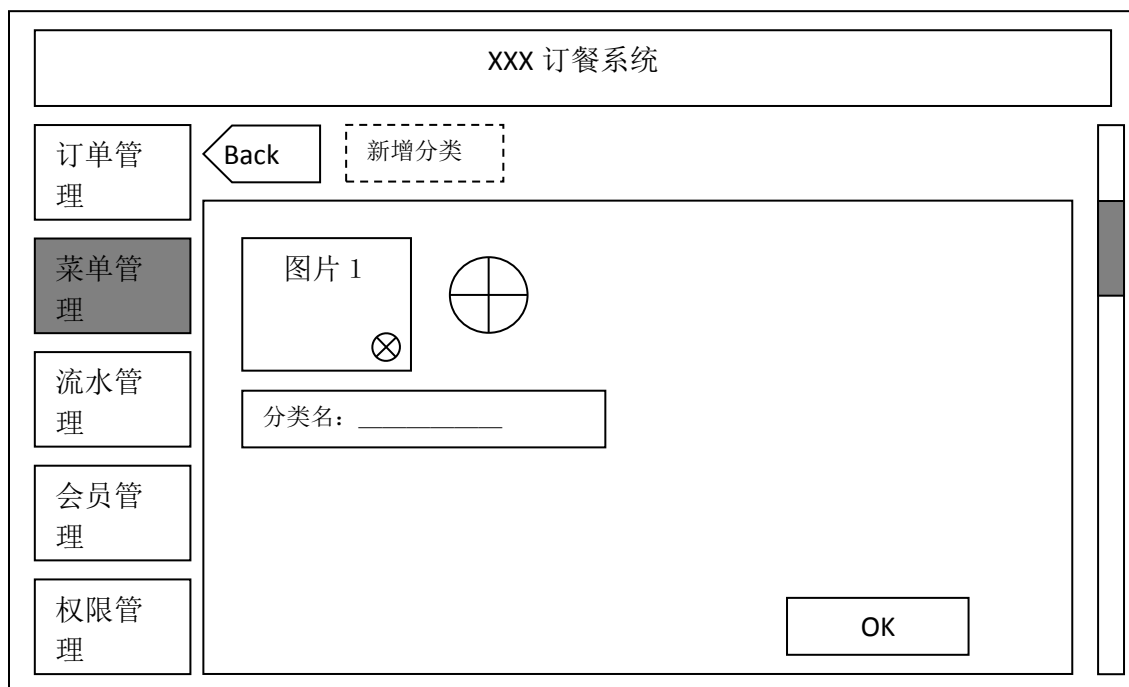 XXX 订餐系统
订单管
理
Back
新增分类
菜单管
理
图片 1
流水管
理
分类名：____________
会员管
理
权限管
理
OK